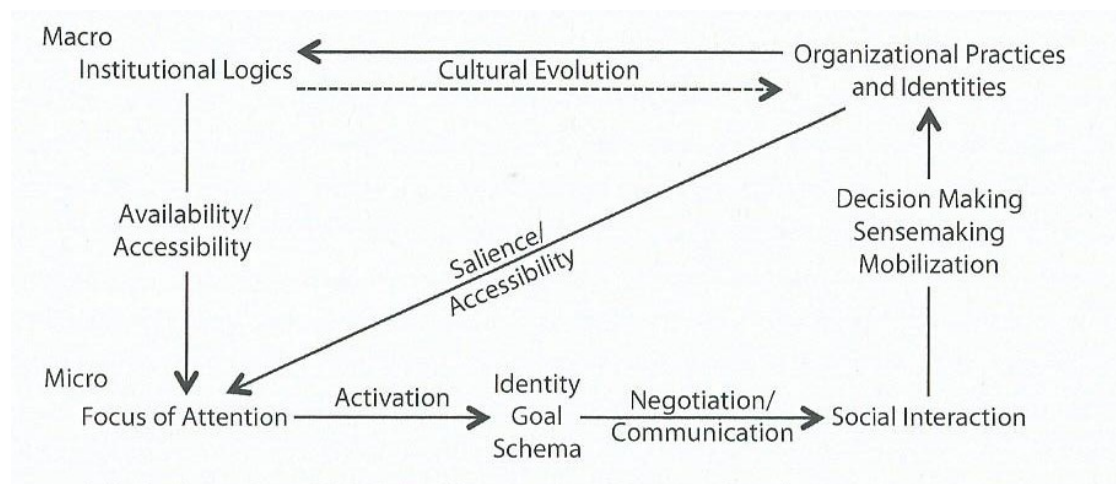 Macro
Institutional Logics
Cultural Evolution
Organizational Practices
and Identities
Availability/
Accessibility
Salience/
Accessibility
Decision Making
Sensemaking
Mobilization
Micro
Focus of Attention
Activation
Identity
Goal
Schema
Negotiation/
Communication
Social Interaction